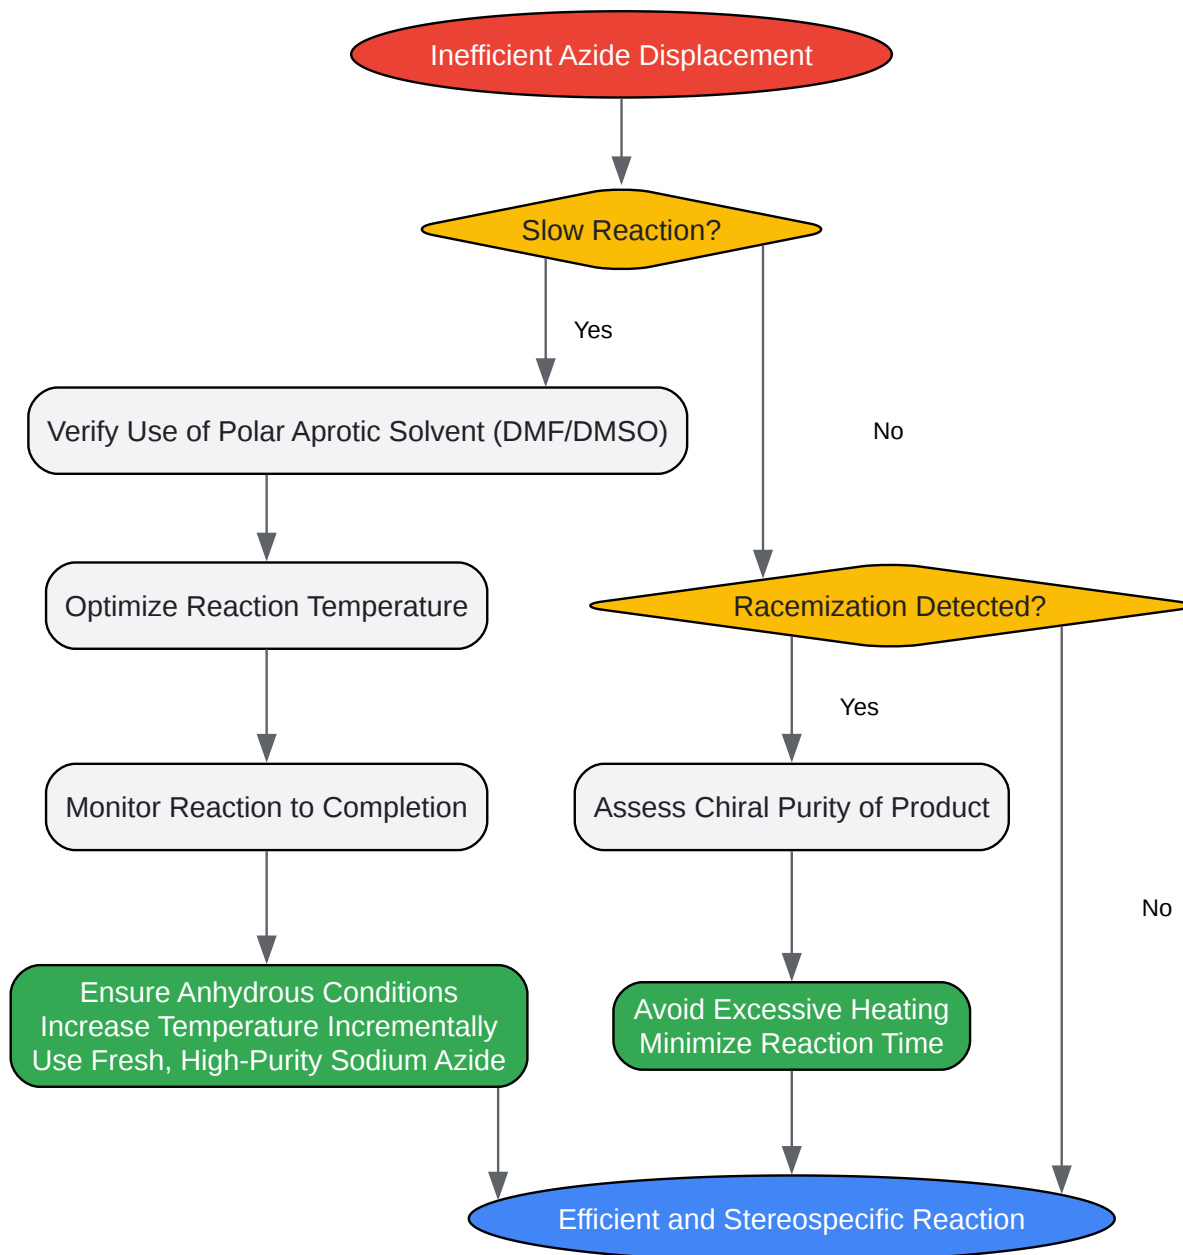 Inefficient Azide Displacement
Slow Reaction?
Yes
Verify Use of Polar Aprotic Solvent (DMF/DMSO)
No
Optimize Reaction Temperature
Racemization Detected?
Yes
Monitor Reaction to Completion
Assess Chiral Purity of Product
No
Ensure Anhydrous Conditions
Increase Temperature Incrementally
Use Fresh, High-Purity Sodium Azide
Avoid Excessive Heating
Minimize Reaction Time
Efficient and Stereospecific Reaction